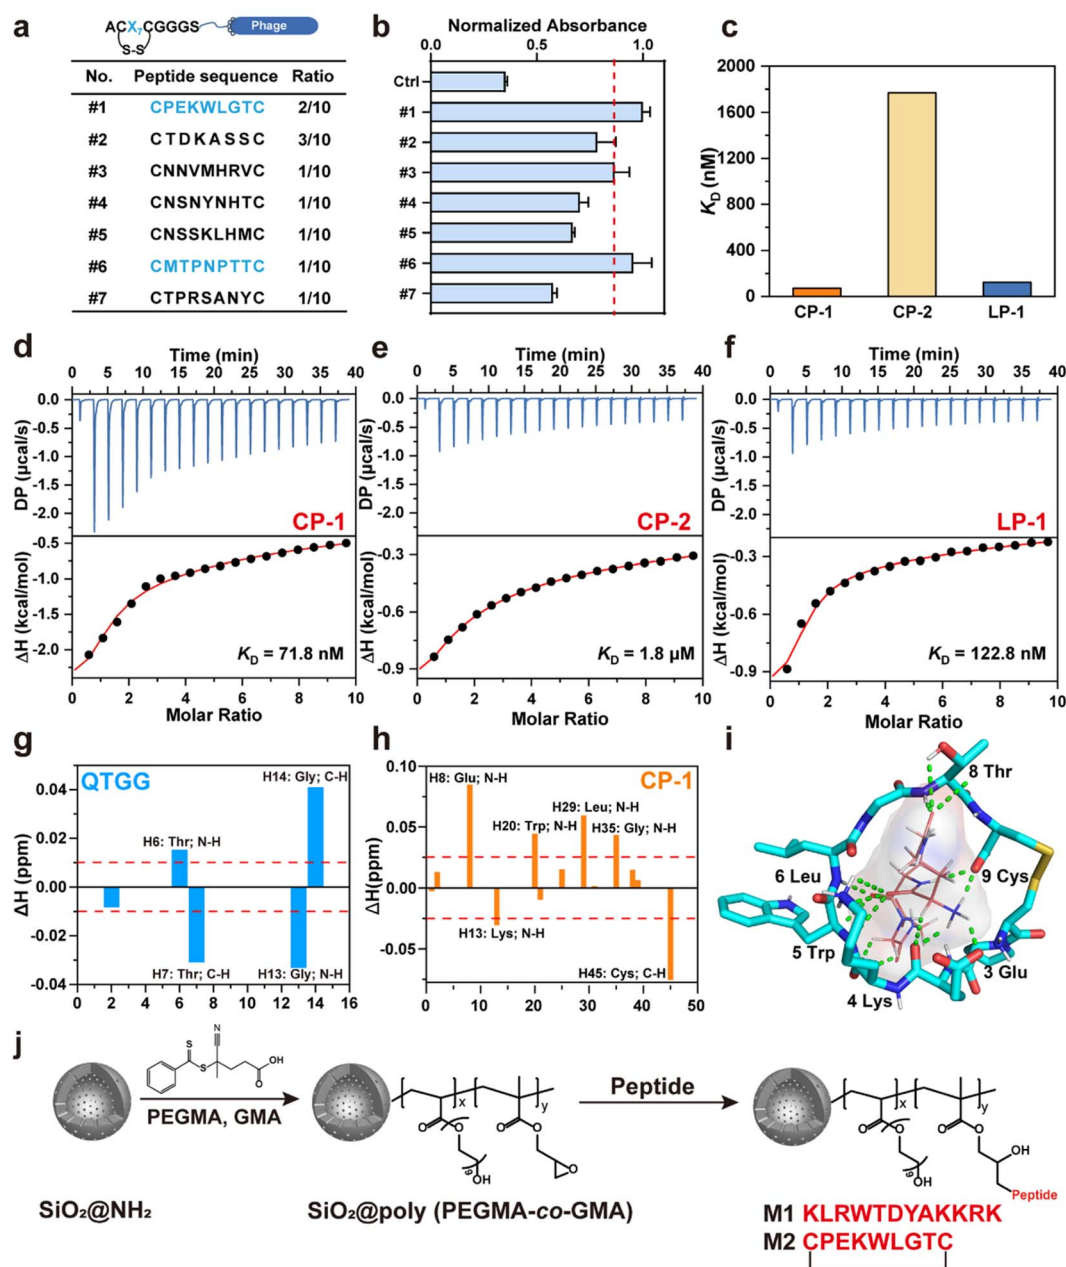 a
ACX7CGGGS
S-S
Phage
No. Peptide sequence Ratio
#1 CPEKWLGTC 2/10
#2 CTDKASSC 3/10
#3 CNNVMHRVC 1/10
#4 CNSNYNHTC 1/10
#5 CNSSKLHMC 1/10
#6 CMTPNPTTC 1/10
#7 CTPRSANYC 1/10
b
Normalized Absorbance
0.0 0.5 1.0
Ctrl
#1
#2
#3
#4
#5
#6
#7
c
2000
1600
1200
800
400
0
KD (nM)
CP-1 CP-2 LP-1
d
Time (min)
0 5 10 15 20 25 30 35 40
0.0
-0.5
-1.0
-1.5
-2.0
DP (μcal/s)
CP-1
-0.5
-1.0
-1.5
-2.0
ΔH (kcal/mol)
KD = 71.8 nM
0 2 4 6 8 10
Molar Ratio
e
Time (min)
0 5 10 15 20 25 30 35 40
0.0
-0.5
-1.0
-1.5
-2.0
DP (μcal/s)
CP-2
-0.3
-0.6
-0.9
ΔH (kcal/mol)
KD = 1.8 μM
0 2 4 6 8 10
Molar Ratio
f
Time (min)
0 5 10 15 20 25 30 35 40
0.0
-0.5
-1.0
-1.5
-2.0
DP (μcal/s)
LP-1
-0.3
-0.6
-0.9
ΔH (kcal/mol)
KD = 122.8 nM
0 2 4 6 8 10
Molar Ratio
g
QTGG
H14: Gly; C-H
H6: Thr; N-H
H7: Thr; C-H
H13: Gly; N-H
0.04
0.02
0.00
-0.02
-0.04
ΔH (ppm)
0 2 4 6 8 10 12 14 16
h
CP-1
H8: Glu; N-H
H29: Leu; N-H
H20: Trp; N-H
H35: Gly; N-H
H13: Lys; N-H
H45: Cys; C-H
0.10
0.05
0.00
-0.05
ΔH(ppm)
0 10 20 30 40 50
i
8 Thr
6 Leu
9 Cys
5 Trp
3 Glu
4 Lys
j
N
S
S
OH
O
PEGMA, GMA
x
y
O
O
O
O
9
OH
O
Peptide
x
y
O
O
O
O
9
OH
OH
Peptide
SiO₂@NH₂
SiO₂@poly (PEGMA-co-GMA)
M1 KLRWTDYAKKRK
M2 CPEKWLGTC